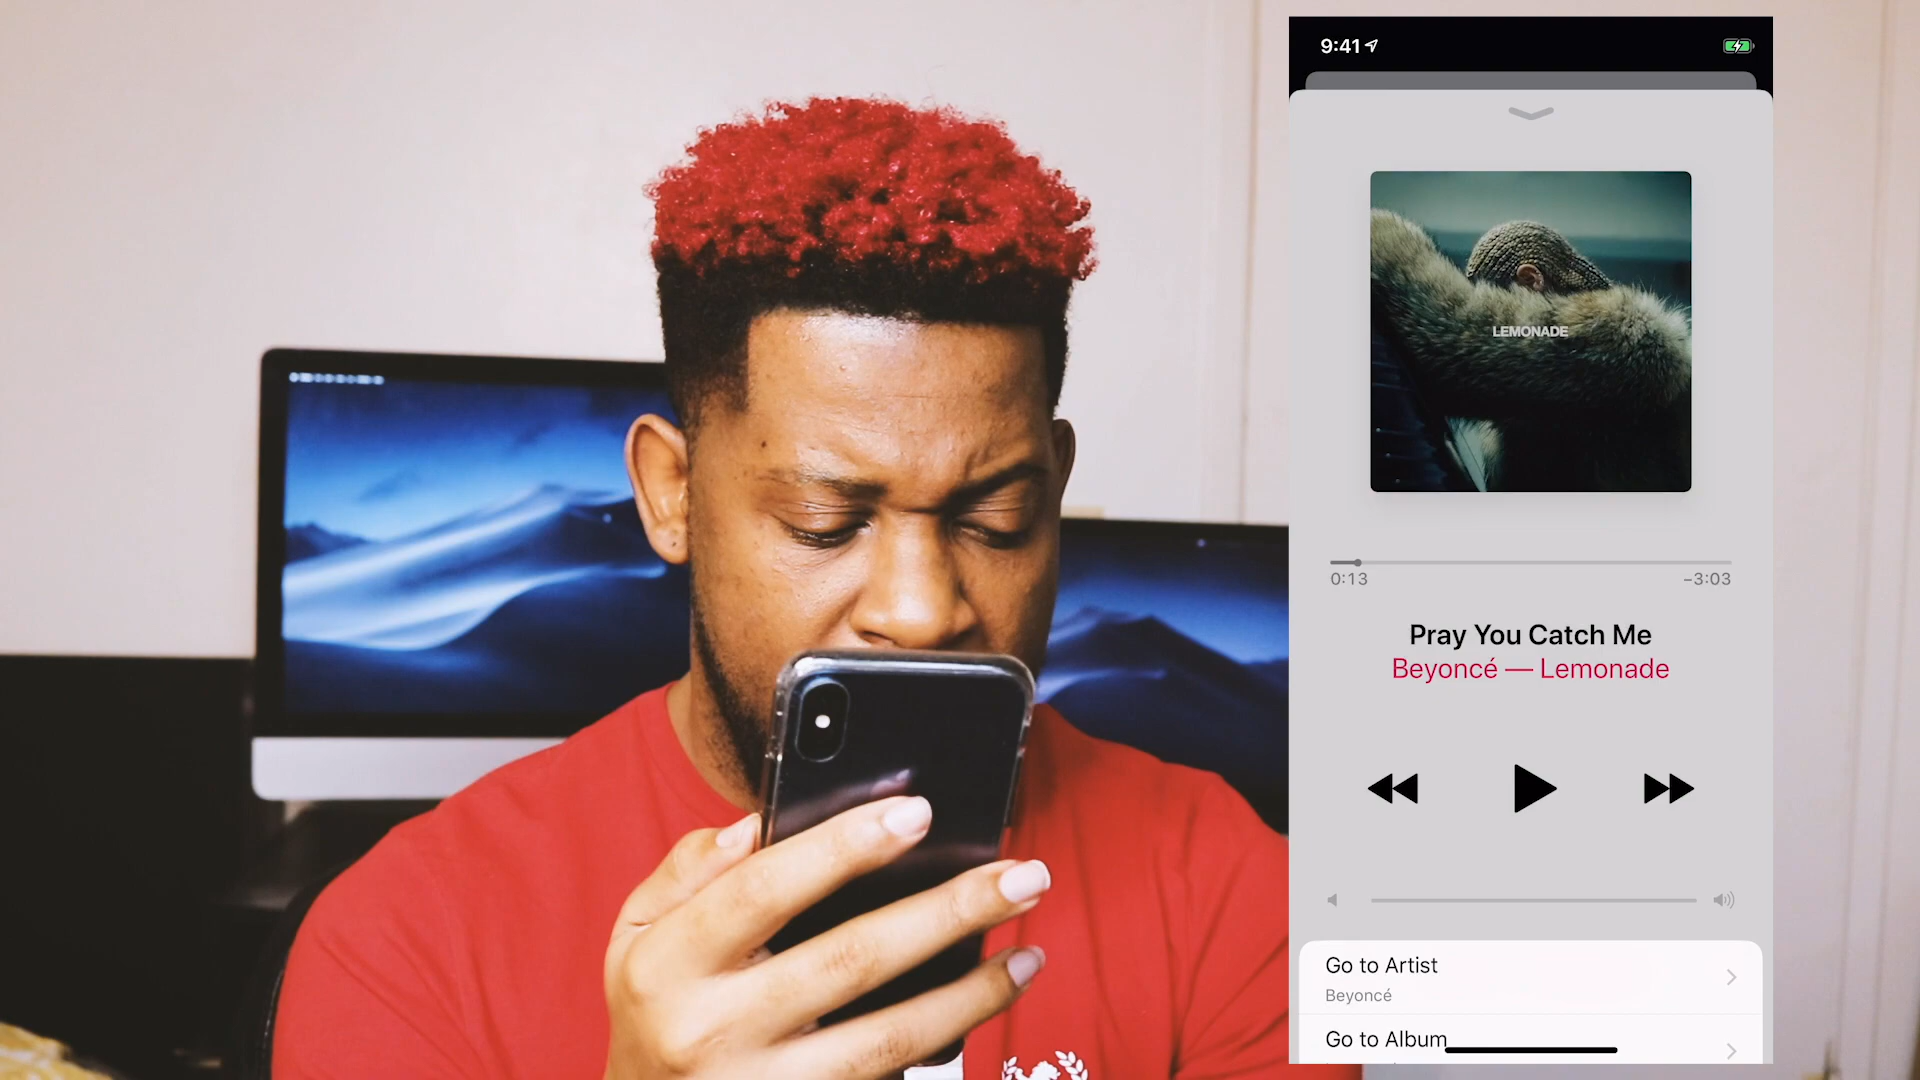 9:41
LEMONADE
0:13
-3:03
Pray You Catch Me
Beyoncé — Lemonade
Go to Artist
Beyoncé
Go to Album